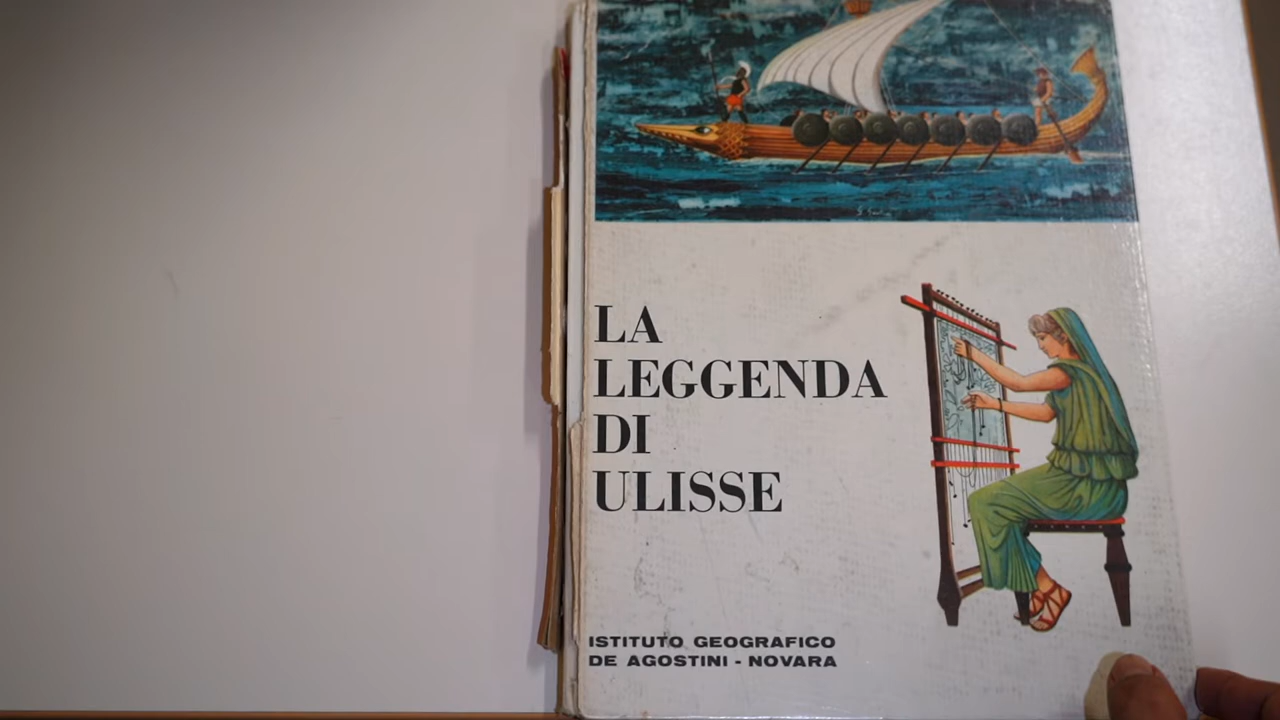 LA
LEGGENDA
DI
ULISSE
ISTITUTO GEOGRAFICO
DE AGOSTINI - NOVARA